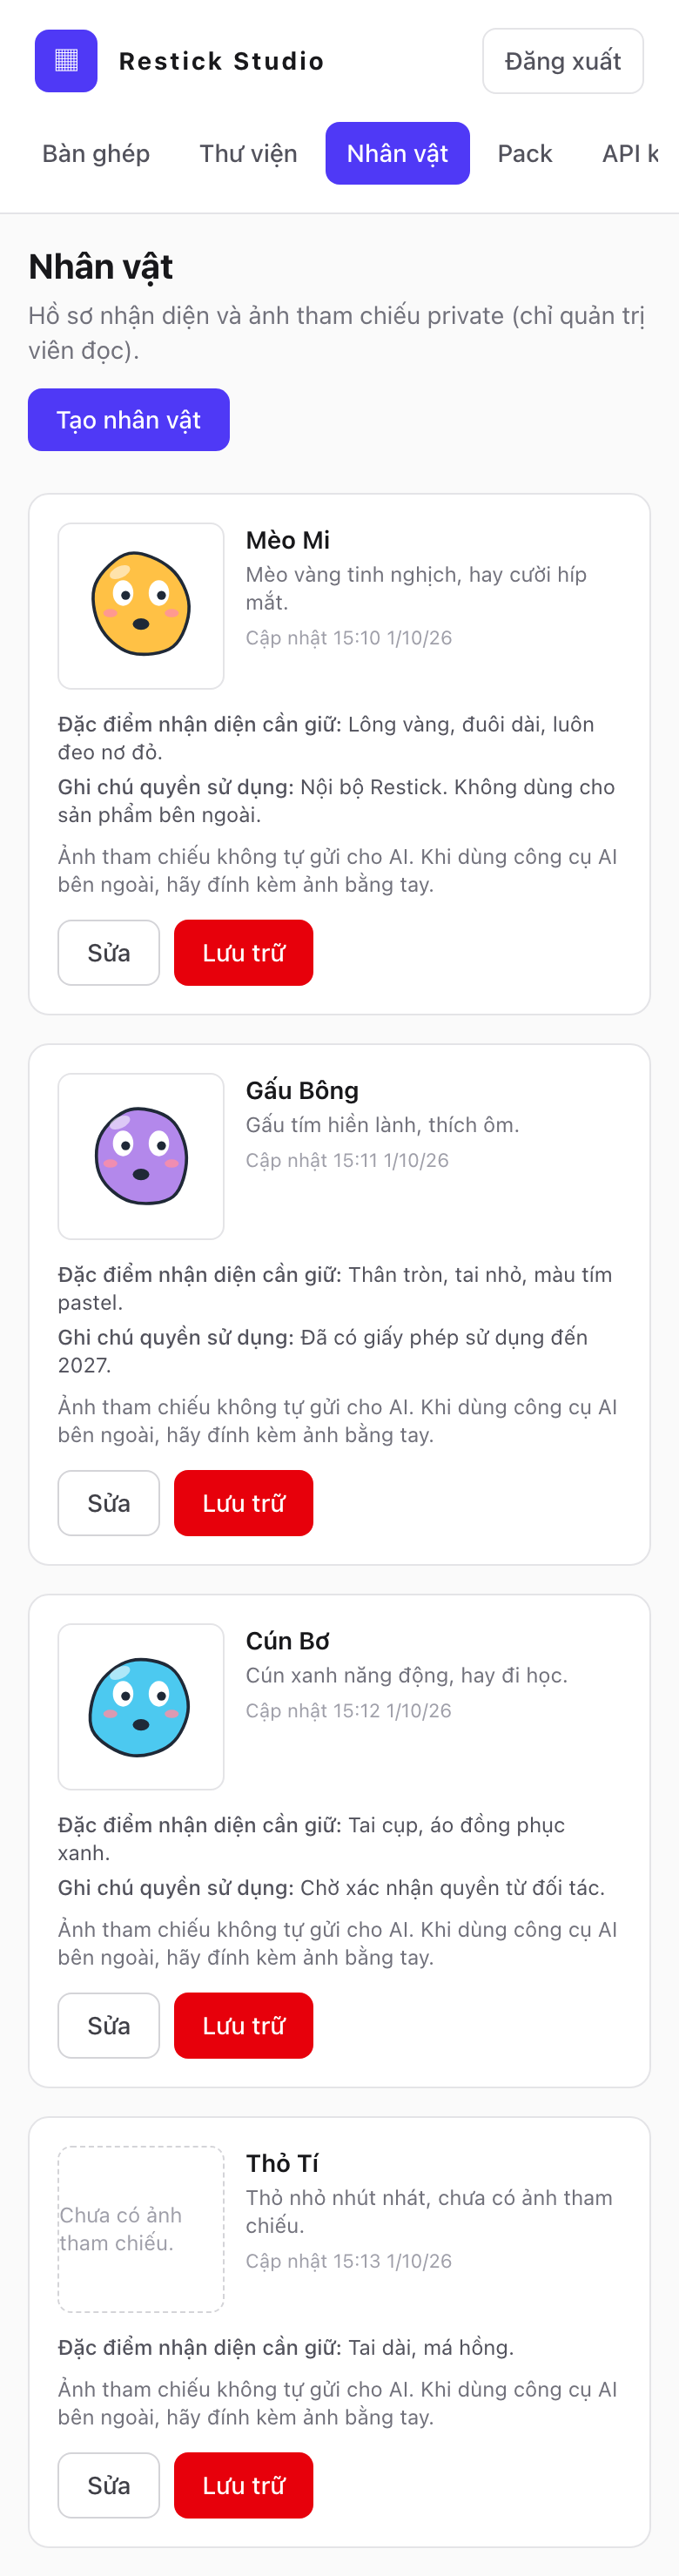 Restick Studio
Đăng xuất
Bàn ghép
Thư viện
Nhân vật
Pack
API k
Nhân vật
Hồ sơ nhận diện và ảnh tham chiếu private (chỉ quản trị
viên đọc).
Tạo nhân vật
Mèo Mi
Mèo vàng tinh nghịch, hay cười híp
mắt.
Cập nhật 15:10 1/10/26
Đặc điểm nhận diện cần giữ: Lông vàng, đuôi dài, luôn
đeo nơ đỏ.
Ghi chú quyền sử dụng: Nội bộ Restick. Không dùng cho
sản phẩm bên ngoài.
Ảnh tham chiếu không tự gửi cho AI. Khi dùng công cụ AI
bên ngoài, hãy đính kèm ảnh bằng tay.
Sửa
Lưu trữ
Gấu Bông
Gấu tím hiền lành, thích ôm.
Cập nhật 15:11 1/10/26
Đặc điểm nhận diện cần giữ: Thân tròn, tai nhỏ, màu tím
pastel.
Ghi chú quyền sử dụng: Đã có giấy phép sử dụng đến
2027.
Ảnh tham chiếu không tự gửi cho AI. Khi dùng công cụ AI
bên ngoài, hãy đính kèm ảnh bằng tay.
Sửa
Lưu trữ
Cún Bơ
Cún xanh năng động, hay đi học.
Cập nhật 15:12 1/10/26
Đặc điểm nhận diện cần giữ: Tai cụp, áo đồng phục
xanh.
Ghi chú quyền sử dụng: Chờ xác nhận quyền từ đối tác.
Ảnh tham chiếu không tự gửi cho AI. Khi dùng công cụ AI
bên ngoài, hãy đính kèm ảnh bằng tay.
Sửa
Lưu trữ
Chưa có ảnh
tham chiếu.
Thỏ Tí
Thỏ nhỏ nhút nhát, chưa có ảnh tham
chiếu.
Cập nhật 15:13 1/10/26
Đặc điểm nhận diện cần giữ: Tai dài, má hồng.
Ảnh tham chiếu không tự gửi cho AI. Khi dùng công cụ AI
bên ngoài, hãy đính kèm ảnh bằng tay.
Sửa
Lưu trữ